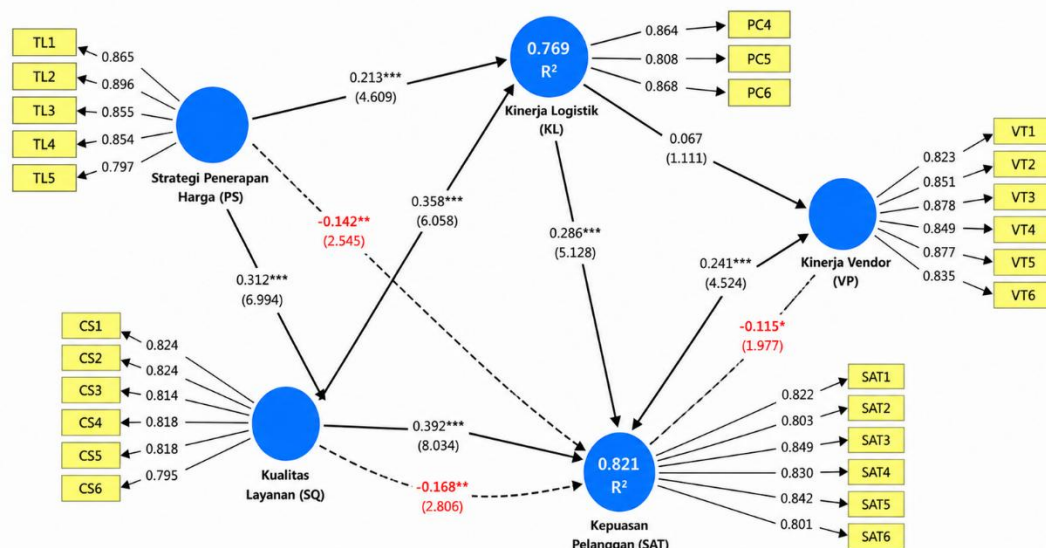 TL1
TL2
TL3
TL4
TL5
0.865
0.896
0.855
0.854
0.797
Strategi Penerapan
Harga (PS)
0.213***
(4.609)
0.769
R²
Kinerja Logistik
(KL)
0.864
0.808
0.868
PC4
PC5
PC6
0.067
(1.111)
0.358***
(6.058)
-0.142**
(2.545)
0.286***
(5.128)
0.312***
(6.994)
0.241***
(4.524)
Kinerja Vendor
(VP)
0.823
0.851
0.878
0.849
0.877
0.835
VT1
VT2
VT3
VT4
VT5
VT6
-0.115*
(1.977)
CS1
CS2
CS3
CS4
CS5
CS6
0.824
0.824
0.814
0.818
0.818
0.795
Kualitas
Layanan (SQ)
0.392***
(8.034)
-0.168**
(2.806)
0.821
R²
Kepuasan
Pelanggan (SAT)
0.822
0.803
0.849
0.830
0.842
0.801
SAT1
SAT2
SAT3
SAT4
SAT5
SAT6